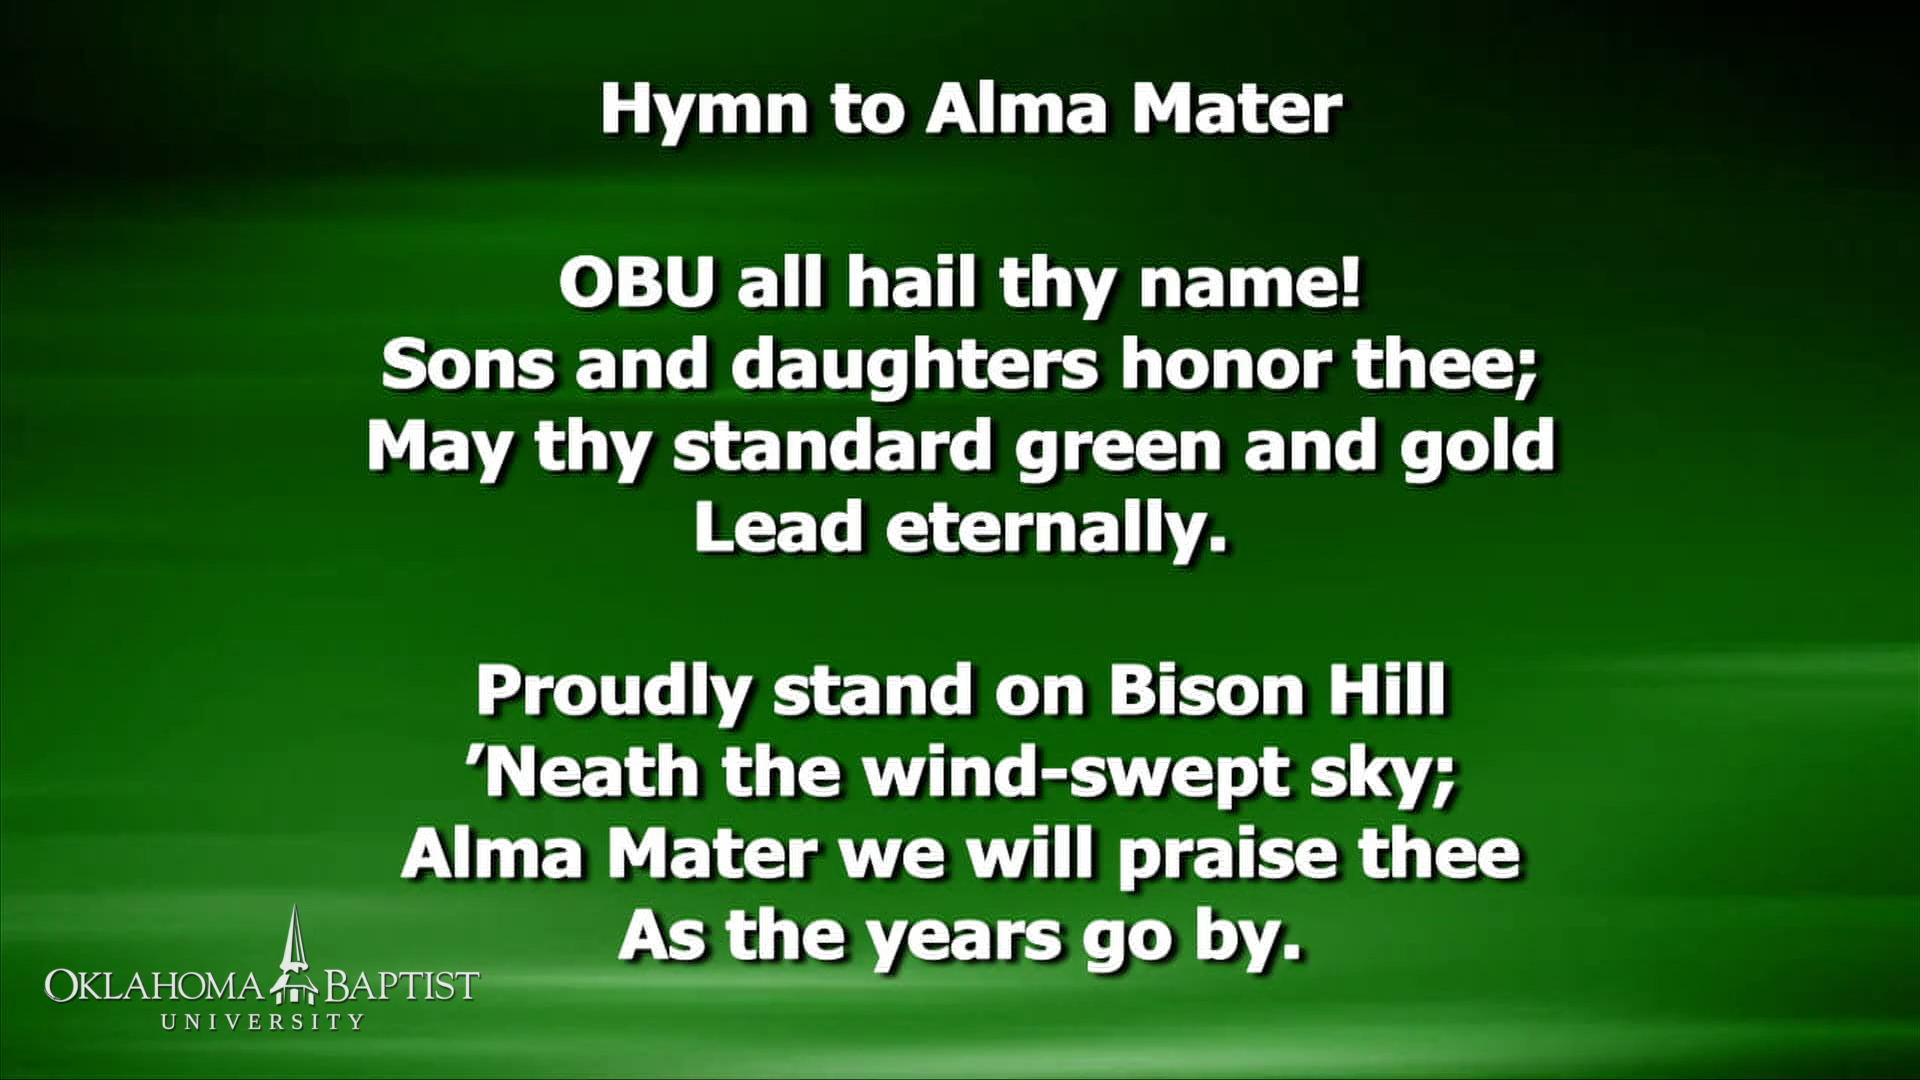 Hymn to Alma Mater
OBU all hail thy name!
Sons and daughters honor thee;
May thy standard green and gold
Lead eternally.
Proudly stand on Bison Hill
’Neath the wind-swept sky;
Alma Mater we will praise thee
As the years go by.
OKLAHOMA BAPTIST
UNIVERSITY